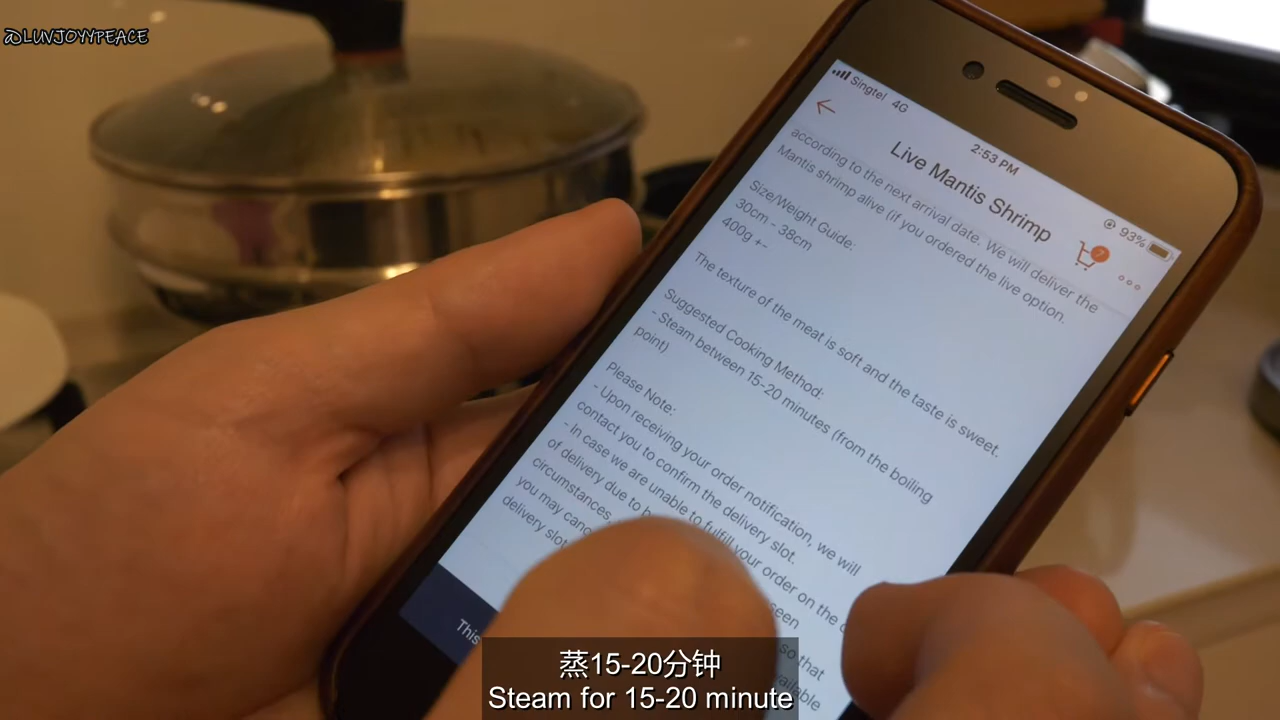 @LUNJOYYPEACE
Singtel 4G
2:53 PM
93%
Live Mantis Shrimp
7
according to the next arrival date. We will deliver the
Mantis shrimp alive (if you ordered the live option.
Size/Weight Guide:
30cm - 38cm
400g +-
The texture of the meat is soft and the taste is sweet.
Suggested Cooking Method:
- Steam between 15-20 minutes (from the boiling
point)
Please Note:
- Upon receiving your order notification, we will
contact you to confirm the delivery slot.
- In case we are unable to fulfill your order on the
of delivery due to
circumstances, so that
you may
delivery slot
This
蒸15-20分钟
Steam for 15-20 minute